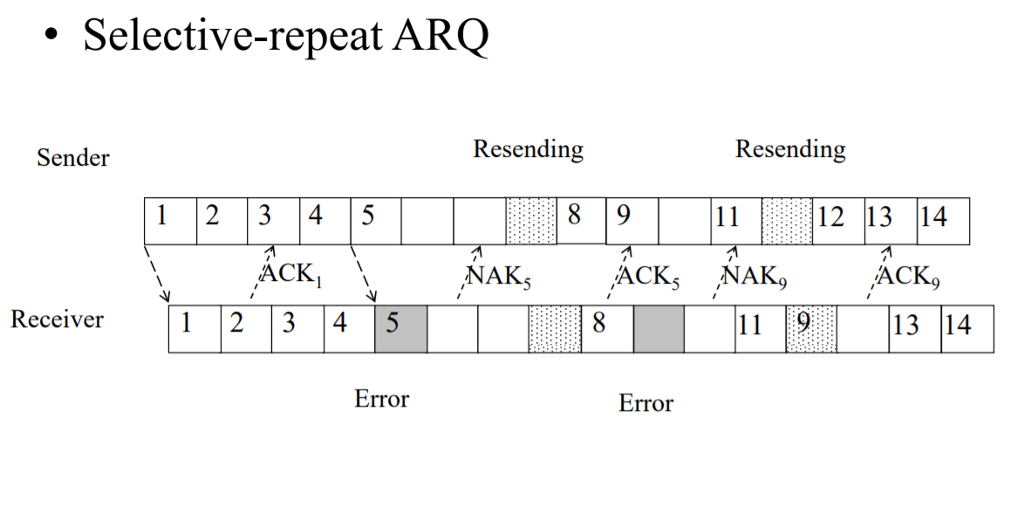 • Selective-repeat ARQ
Sender
Resending
Resending
1 2 3 4 5 8 9 11 12 13 14
ACK1 NAK5 ACK5 NAK9 ACK9
Receiver
1 2 3 4 5 8 11 9 13 14
Error
Error